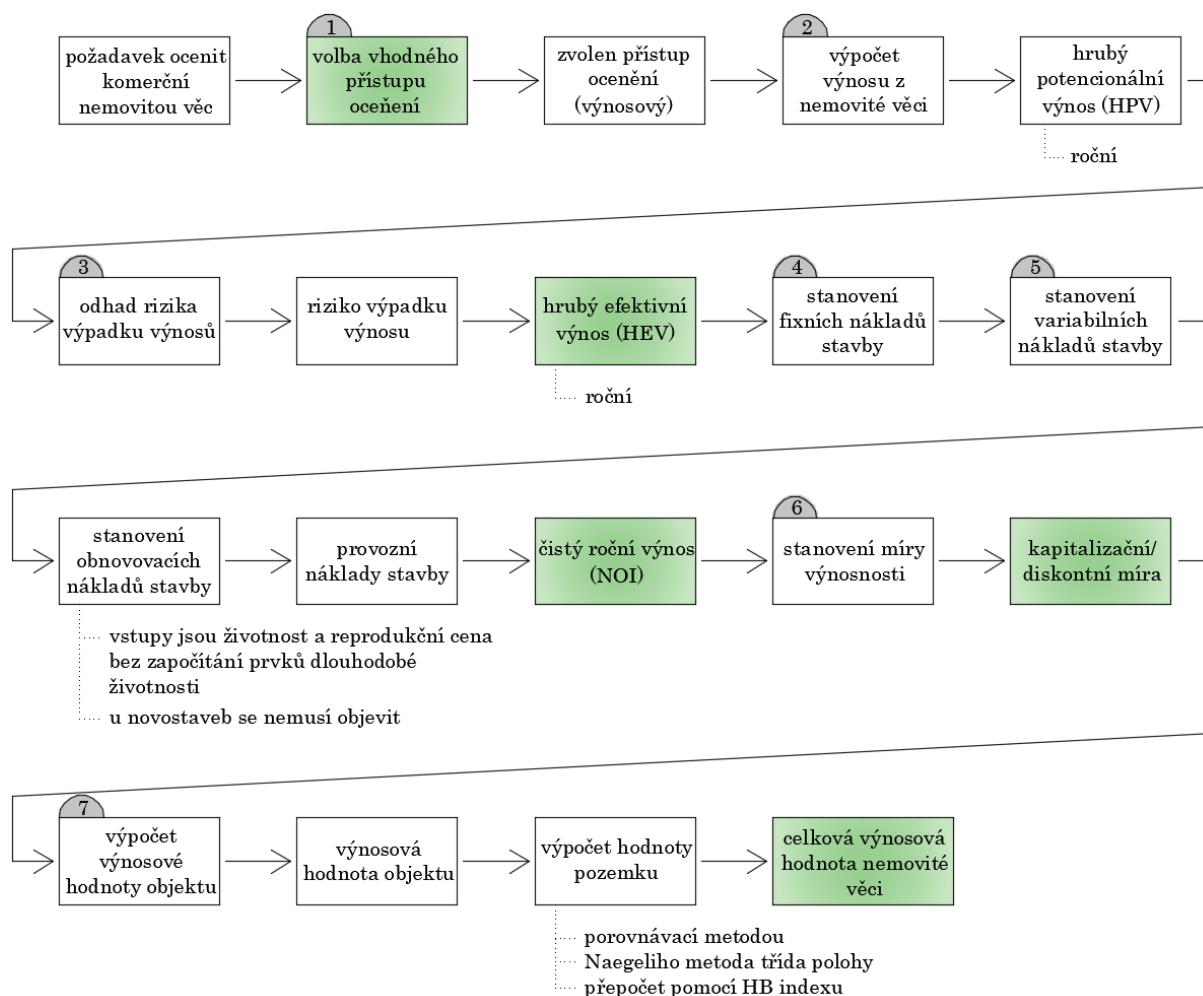 1
požadavek ocenit
komerční
nemovitou věc
volba vhodného
přístupu
oceňení
zvolen přístup
ocenění
(výnosový)
2
výpočet
výnosu z
nemovité věci
hrubý
potencionální
výnos (HPV)
roční
3
odhad rizika
výpadku výnosů
riziko výpadku
výnosu
hrubý efektivní
výnos (HEV)
roční
4
stanovení
fixních nákladů
stavby
5
stanovení
variabilních
nákladů stavby
stanovení
obnovovacích
nákladů stavby
vstupy jsou životnost a reprodukční cena
bez započítání prvků dlouhodobé
životnosti
u novostaveb se nemusí objevit
provozní
náklady stavby
čistý roční výnos
(NOI)
6
stanovení míry
výnosnosti
kapitalizační/
diskontní míra
7
výpočet
výnosové
hodnoty objektu
výnosová
hodnota objektu
výpočet hodnoty
pozemku
porovnávací metodou
Naegeliho metoda třída polohy
přepočet pomocí HB indexu
celková výnosová
hodnota nemovité
věci